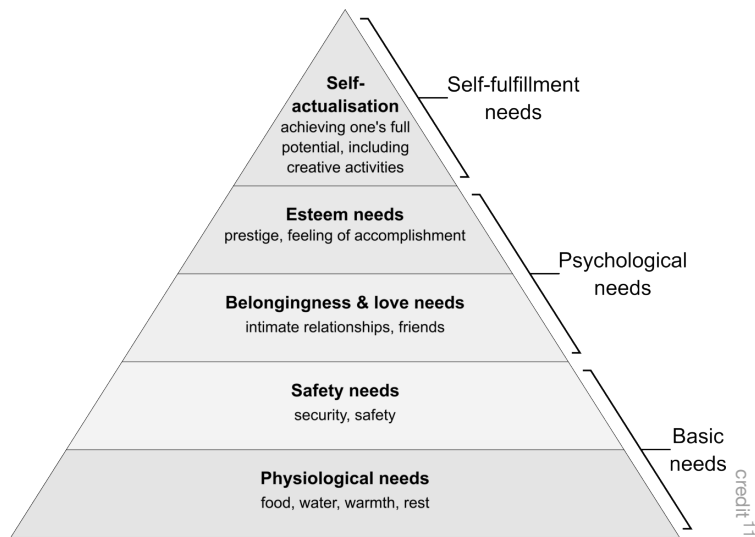 Self-
actualisation
achieving one's full
potential, including
creative activities
Self-fulfillment
needs
Esteem needs
prestige, feeling of accomplishment
Psychological
needs
Belongingness & love needs
intimate relationships, friends
Safety needs
security, safety
Basic
needs
Physiological needs
food, water, warmth, rest
credit 11